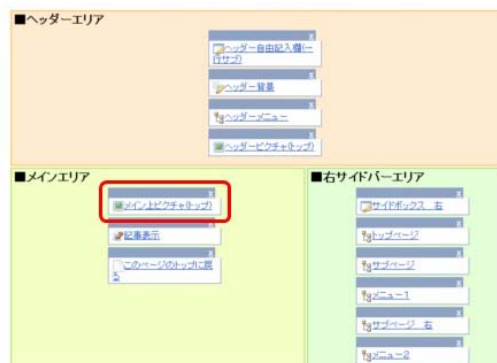 ■ヘッダーエリア
ヘッダー自由記入欄(一
行サブ)
ヘッダー背景
ヘッダーメニュー
ヘッダーピクチャ(トップ)
■メインエリア
メイン上ピクチャ(トップ)
記事表示
このページのトップに戻
る
■右サイドバーエリア
サイドボックス 右
トップページ
サブページ
メニュー1
サブページ 右
メニュー2